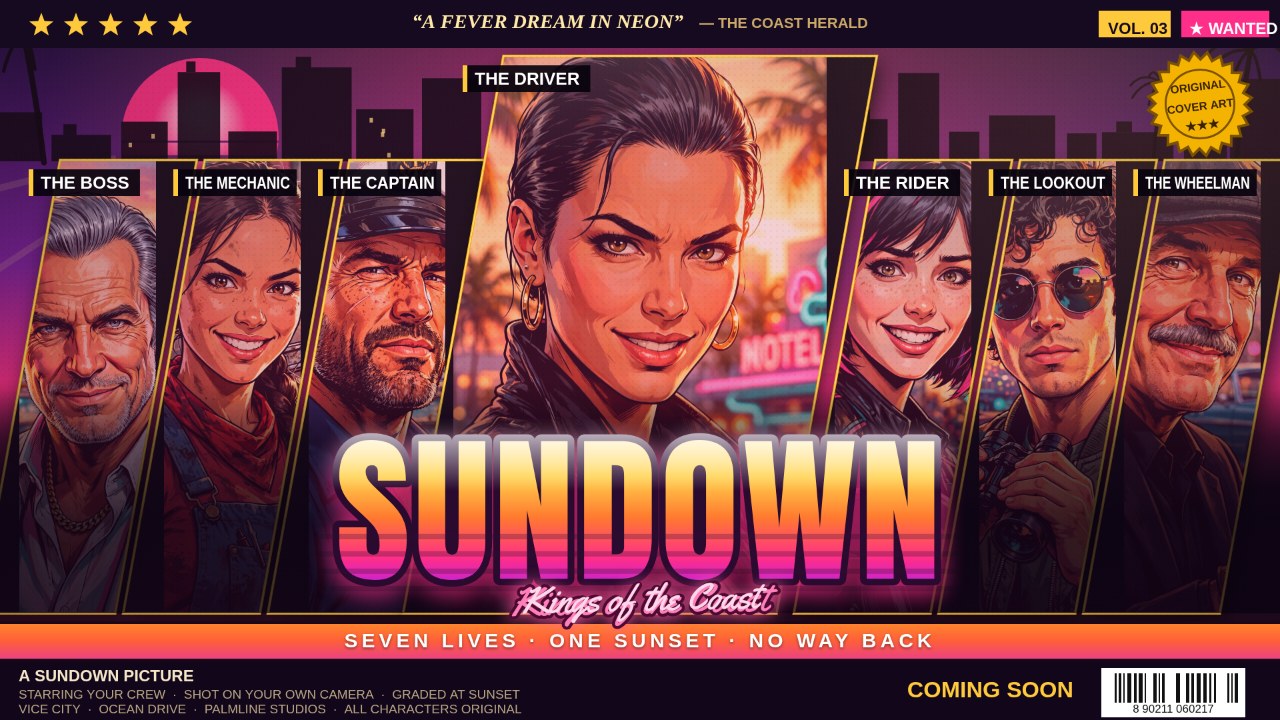 “A FEVER DREAM IN NEON” — THE COAST HERALD
VOL. 03
★ WANTED
ORIGINAL
COVER ART
★★★
THE DRIVER
THE BOSS
THE MECHANIC
THE CAPTAIN
THE RIDER
THE LOOKOUT
THE WHEELMAN
MOTEL
SUNDOWN
Kings of the Coast
SEVEN LIVES · ONE SUNSET · NO WAY BACK
A SUNDOWN PICTURE
STARRING YOUR CREW · SHOT ON YOUR OWN CAMERA · GRADED AT SUNSET
VICE CITY · OCEAN DRIVE · PALMLINE STUDIOS · ALL CHARACTERS ORIGINAL
COMING SOON
8 90211 060217